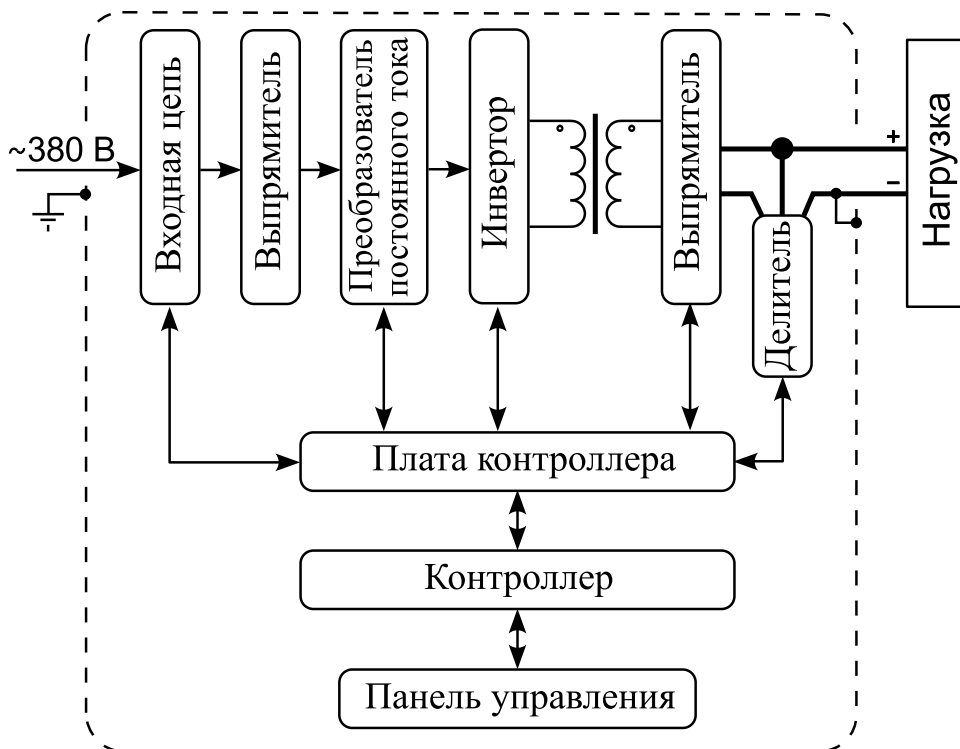 ~380 В
Входная цепь
Выпрямитель
Преобразователь
постоянного тока
Инвертор
Выпрямитель
+
−
Делитель
Нагрузка
Плата контроллера
Контроллер
Панель управления